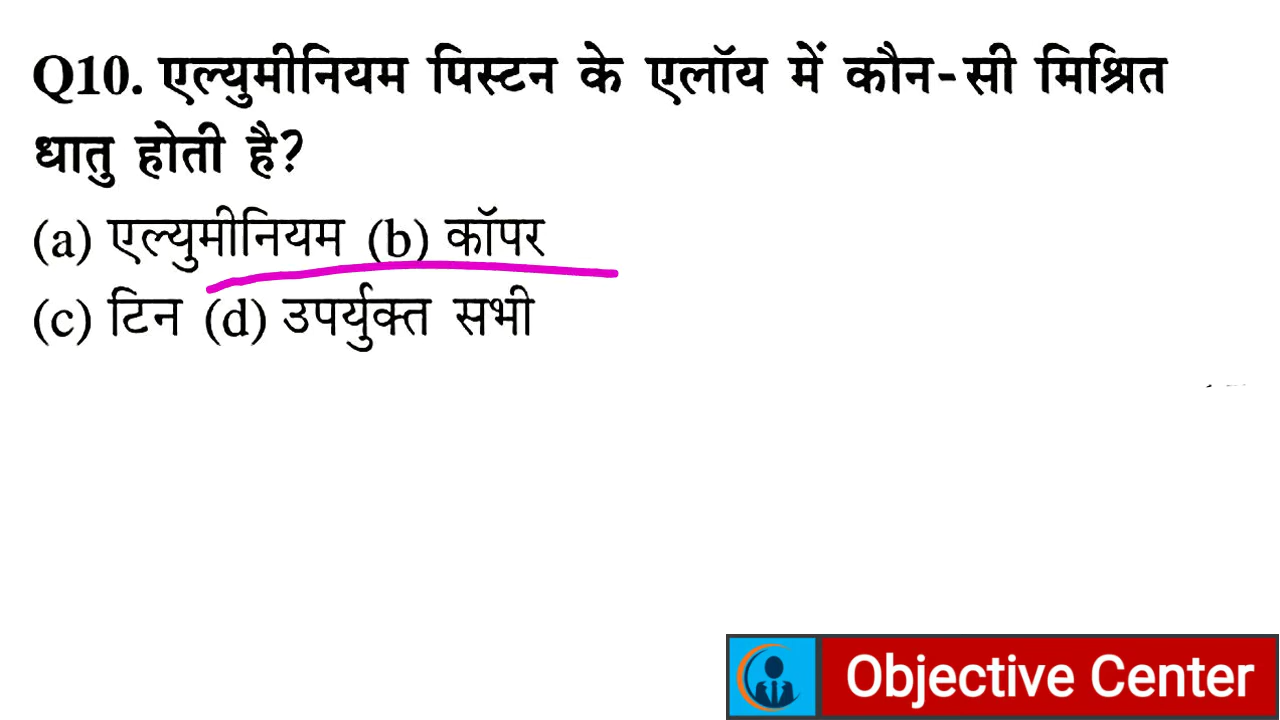 Q10. एल्युमीनियम पिस्टन के एलॉय में कौन-सी मिश्रित
धातु होती है?
(a) एल्युमीनियम (b) कॉपर
(c) टिन (d) उपर्युक्त सभी
Objective Center